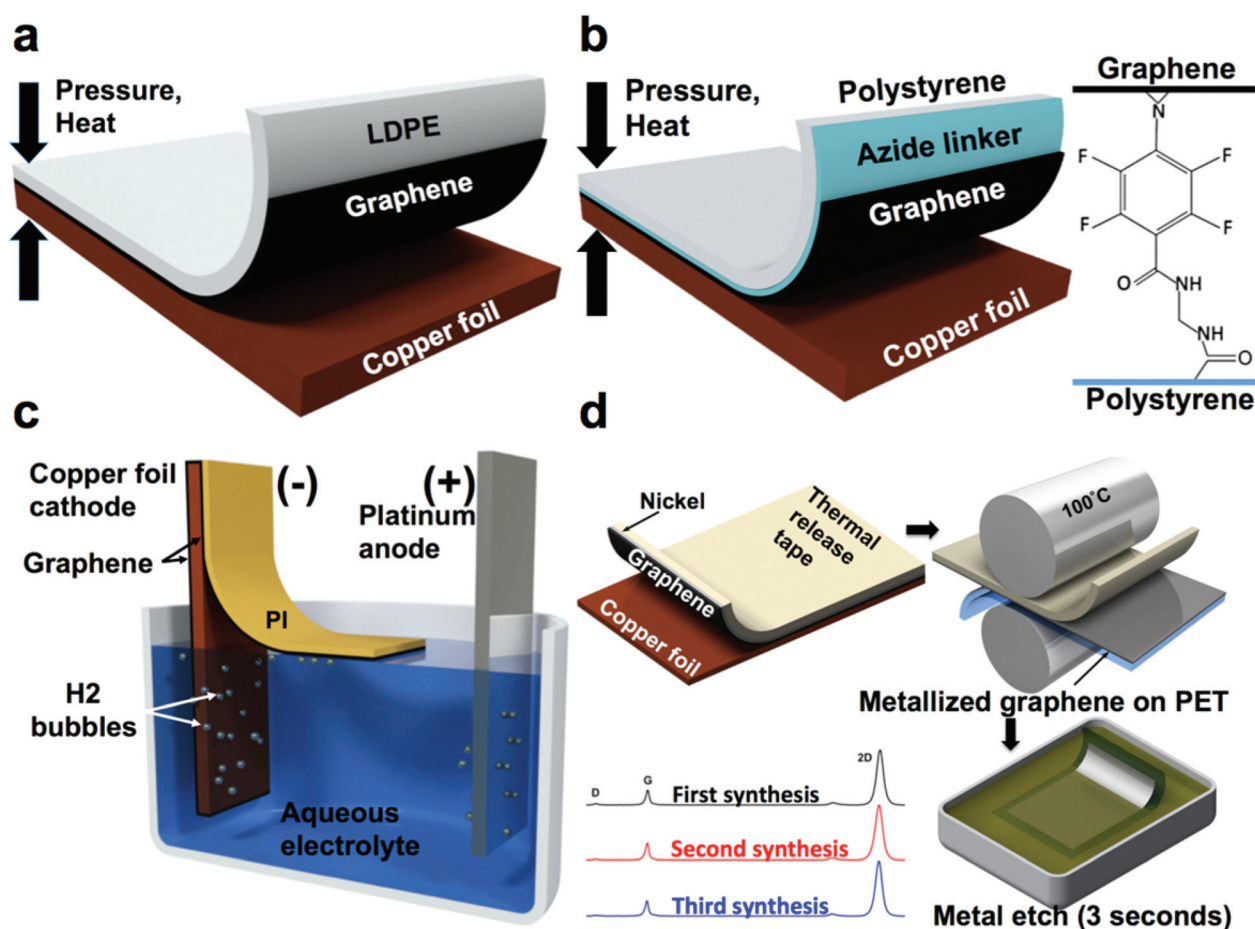 a
Pressure,
Heat
LDPE
Graphene
Copper foil
b
Pressure,
Heat
Polystyrene
Azide linker
Graphene
Copper foil
Graphene
N
F
F
F
F
O
NH
NH
O
Polystyrene
c
Copper foil
cathode
(-)
(+)
Platinum
anode
Graphene
PI
H2
bubbles
Aqueous
electrolyte
d
Nickel
Graphene
Copper foil
Thermal
release
tape
100°C
Metallized graphene on PET
D
G
2D
First synthesis
Second synthesis
Third synthesis
Metal etch (3 seconds)